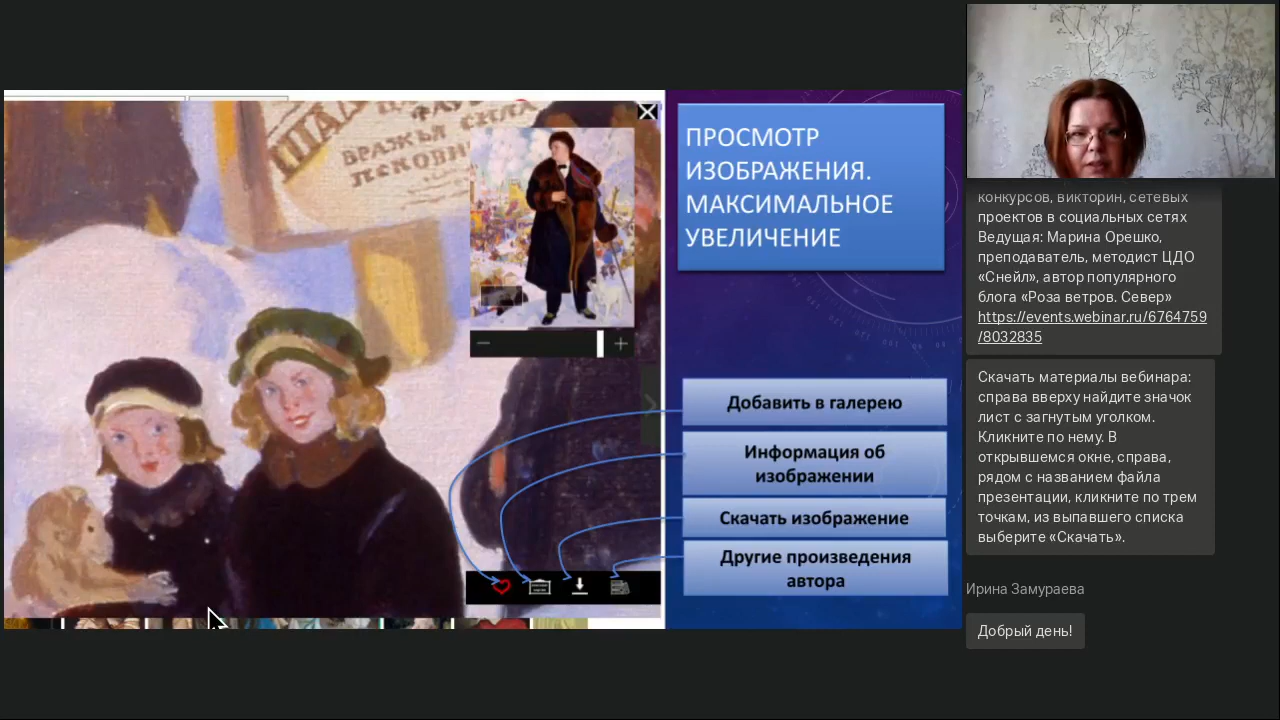 ВРАЖЬЯ СИЛА
ПРОСМОТР
ИЗОБРАЖЕНИЯ.
МАКСИМАЛЬНОЕ
УВЕЛИЧЕНИЕ
Добавить в галерею
Информация об
изображении
Скачать изображение
Другие произведения
автора
конкурсов, викторин, сетевых
проектов в социальных сетях
Ведущая: Марина Орешко,
преподаватель, методист ЦДО
«Снейл», автор популярного
блога «Роза ветров. Север»
https://events.webinar.ru/6764759
/8032835
Скачать материалы вебинара:
справа вверху найдите значок
лист с загнутым уголком.
Кликните по нему. В
открывшемся окне, справа,
рядом с названием файла
презентации, кликните по трем
точкам, из выпавшего списка
выберите «Скачать».
Ирина Замураева
Добрый день!